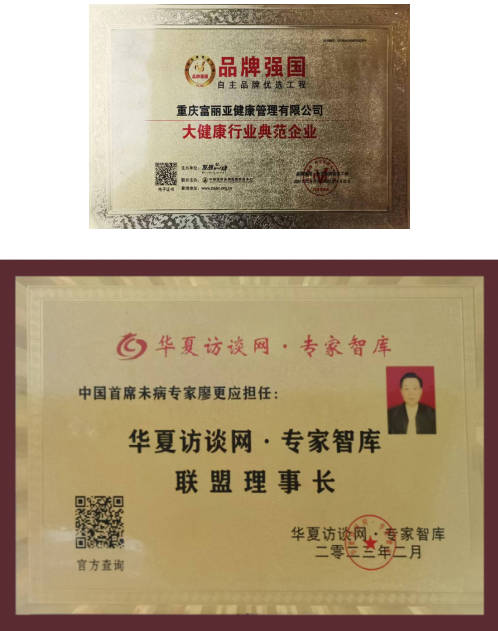 品牌强国
自主品牌优选工程
重庆富丽亚健康管理有限公司
大健康行业典范企业
电子证书
华夏访谈网·专家智库
中国首席未病专家廖更应担任：
华夏访谈网·专家智库
联盟理事长
官方查询
华夏访谈网·专家智库
二零二三年二月